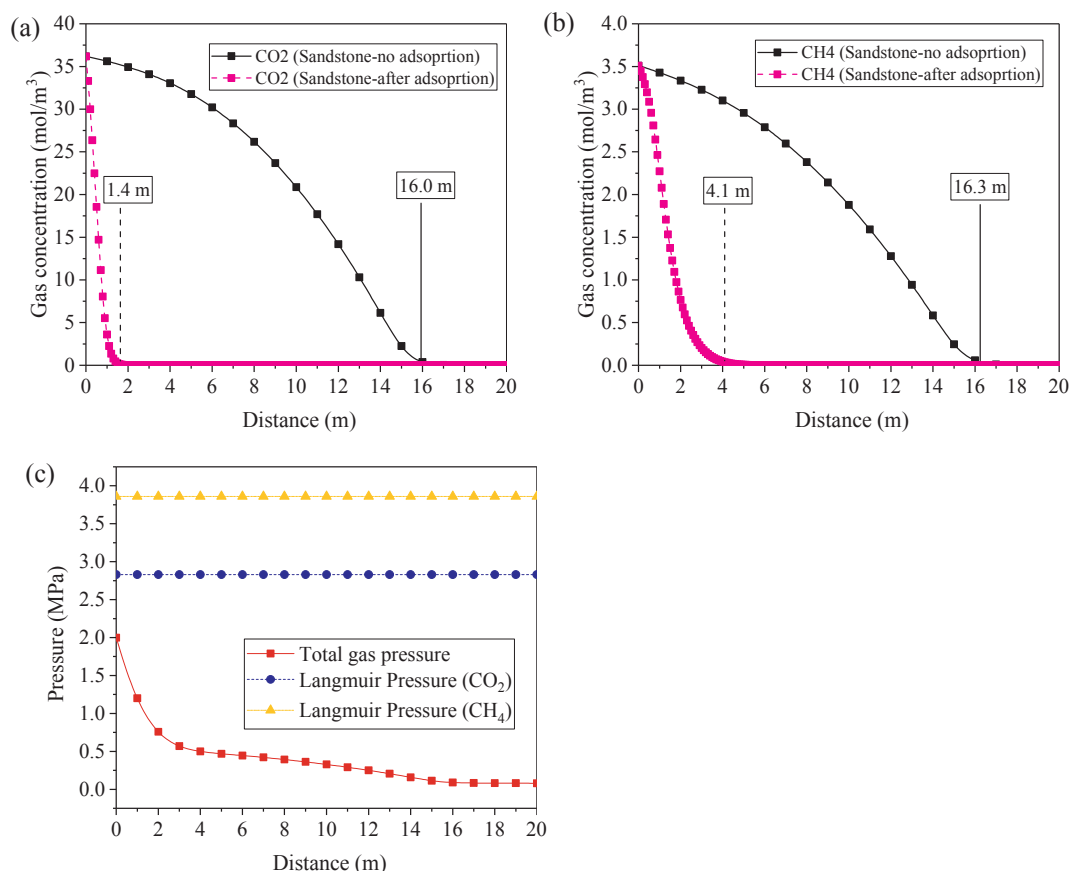 (a)
40
35
30
25
20
15
10
5
0
Gas concentration (mol/m³)
CO2 (Sandstone-no adsoprtion)
CO2 (Sandstone-after adsoprtion)
1.4 m
16.0 m
0 2 4 6 8 10 12 14 16 18 20
Distance (m)
(b)
4.0
3.5
3.0
2.5
2.0
1.5
1.0
0.5
0.0
Gas concentration (mol/m³)
CH4 (Sandstone-no adsoprtion)
CH4 (Sandstone-after adsoprtion)
4.1 m
16.3 m
0 2 4 6 8 10 12 14 16 18 20
Distance (m)
(c)
4.0
3.5
3.0
2.5
2.0
1.5
1.0
0.5
0.0
Pressure (MPa)
Total gas pressure
Langmuir Pressure (CO₂)
Langmuir Pressure (CH₄)
0 2 4 6 8 10 12 14 16 18 20
Distance (m)